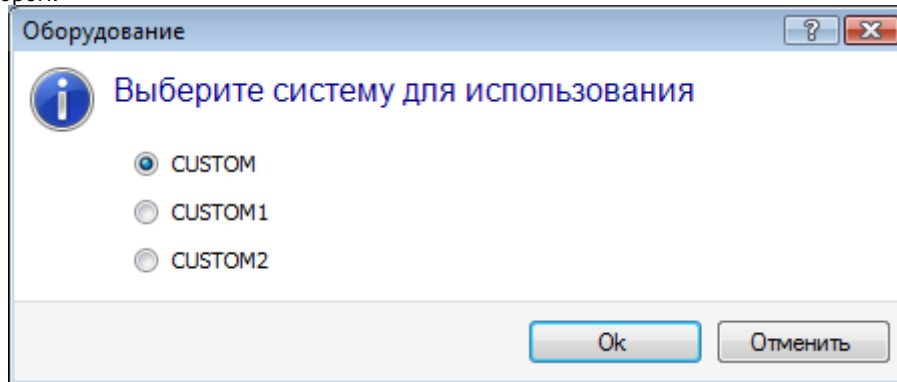 Оборудование
Выберите систему для использования
CUSTOM
CUSTOM1
CUSTOM2
Ok
Отменить